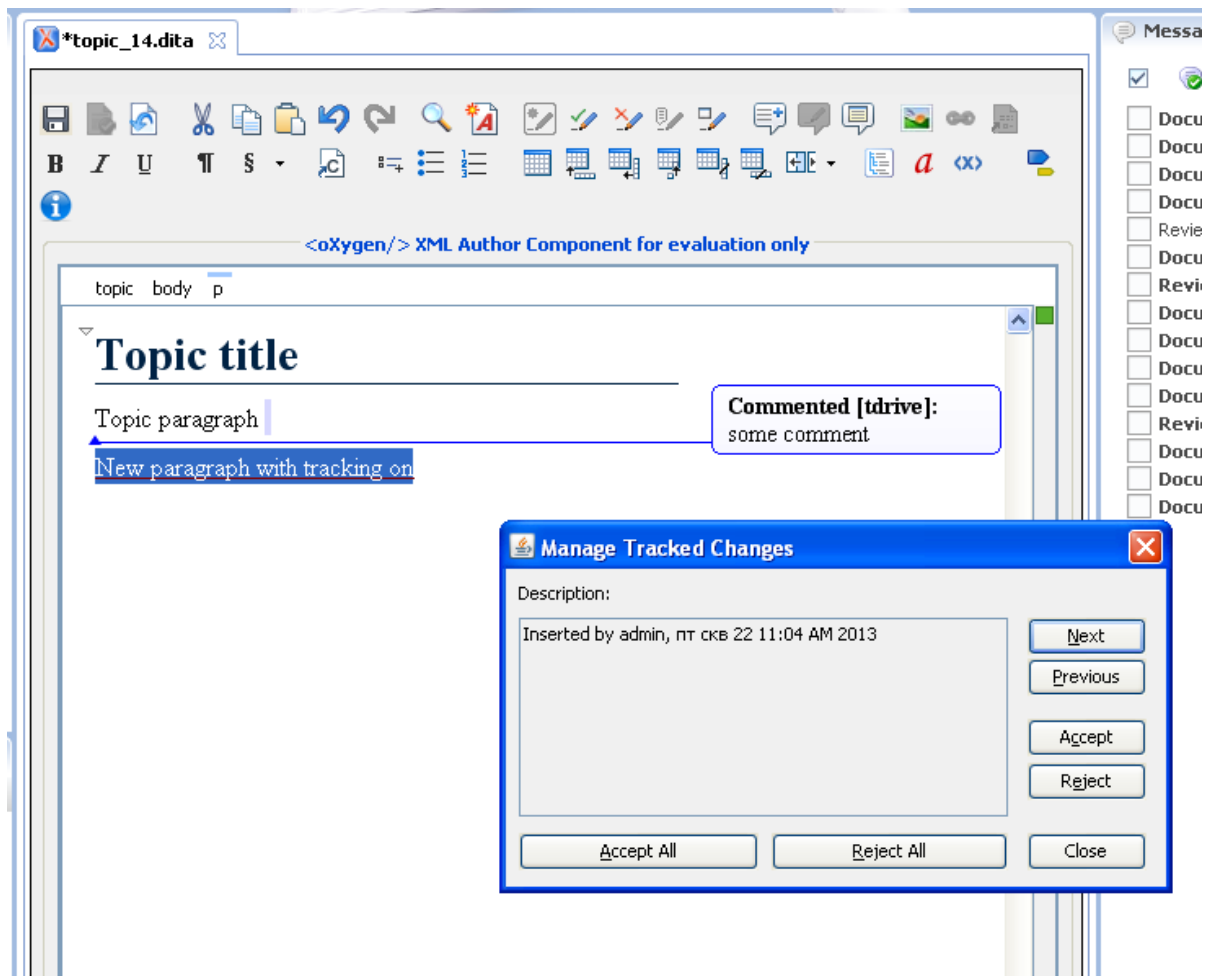 *topic_14.dita
Messa
B I U ¶ § a <x>
<oXygen/> XML Author Component for evaluation only
topic body p
Topic title
Topic paragraph
Commented [tdrive]:
some comment
New paragraph with tracking on
Manage Tracked Changes
Description:
Inserted by admin, пт скв 22 11:04 AM 2013
Next
Previous
Accept
Reject
Accept All
Reject All
Close
Docu
Docu
Docu
Docu
Revie
Docu
Revi
Docu
Docu
Docu
Docu
Revi
Docu
Docu
Docu